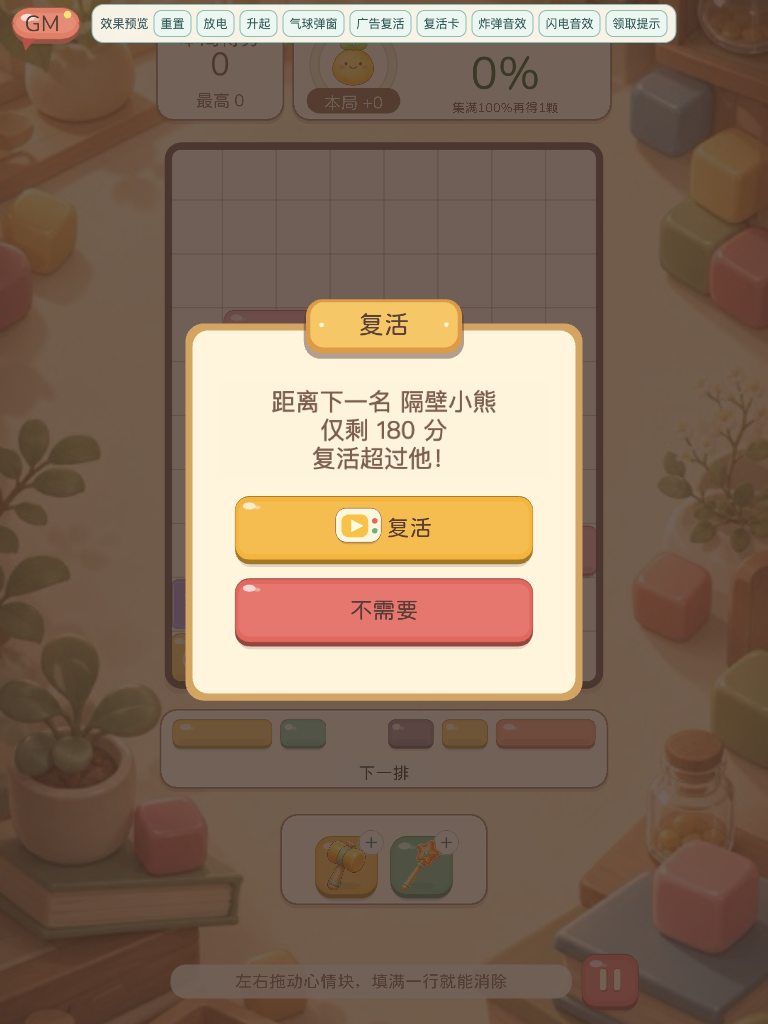 GM
效果预览 重置 放电 升起 气球弹窗 广告复活 复活卡 炸弹音效 闪电音效 领取提示
0
最高 0
本局 +0
0%
集满100%再得1颗
复活
距离下一名 隔壁小熊
仅剩 180 分
复活超过他！
复活
不需要
下一排
左右拖动心情块，填满一行就能消除